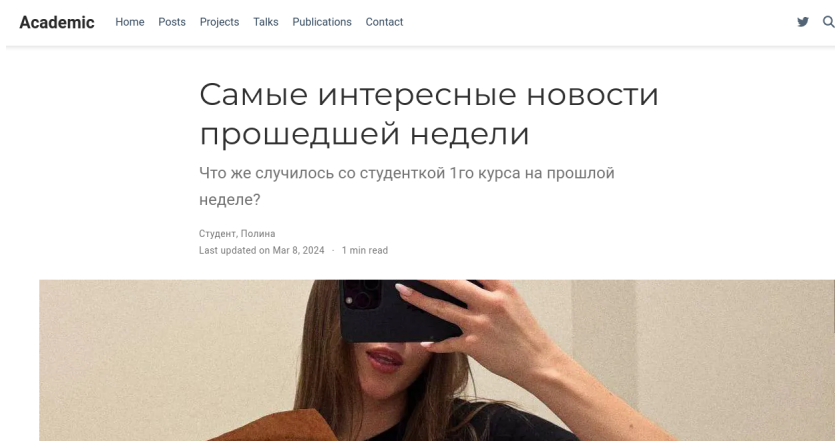 Academic Home Posts Projects Talks Publications Contact
Самые интересные новости
прошедшей недели
Что же случилось со студенткой 1го курса на прошлой
неделе?
Студент, Полина
Last updated on Mar 8, 2024 · 1 min read